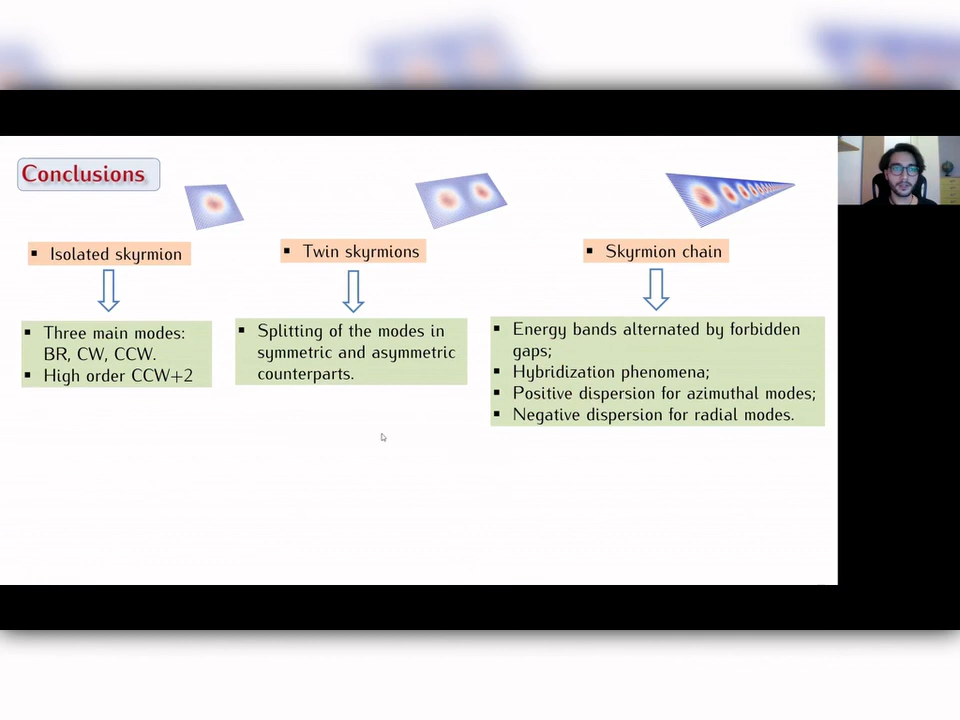 Conclusions
▪ Isolated skyrmion
▪ Twin skyrmions
▪ Skyrmion chain
▪ Three main modes:
BR, CW, CCW.
▪ High order CCW+2
▪ Splitting of the modes in
symmetric and asymmetric
counterparts.
▪ Energy bands alternated by forbidden
gaps;
▪ Hybridization phenomena;
▪ Positive dispersion for azimuthal modes;
▪ Negative dispersion for radial modes.